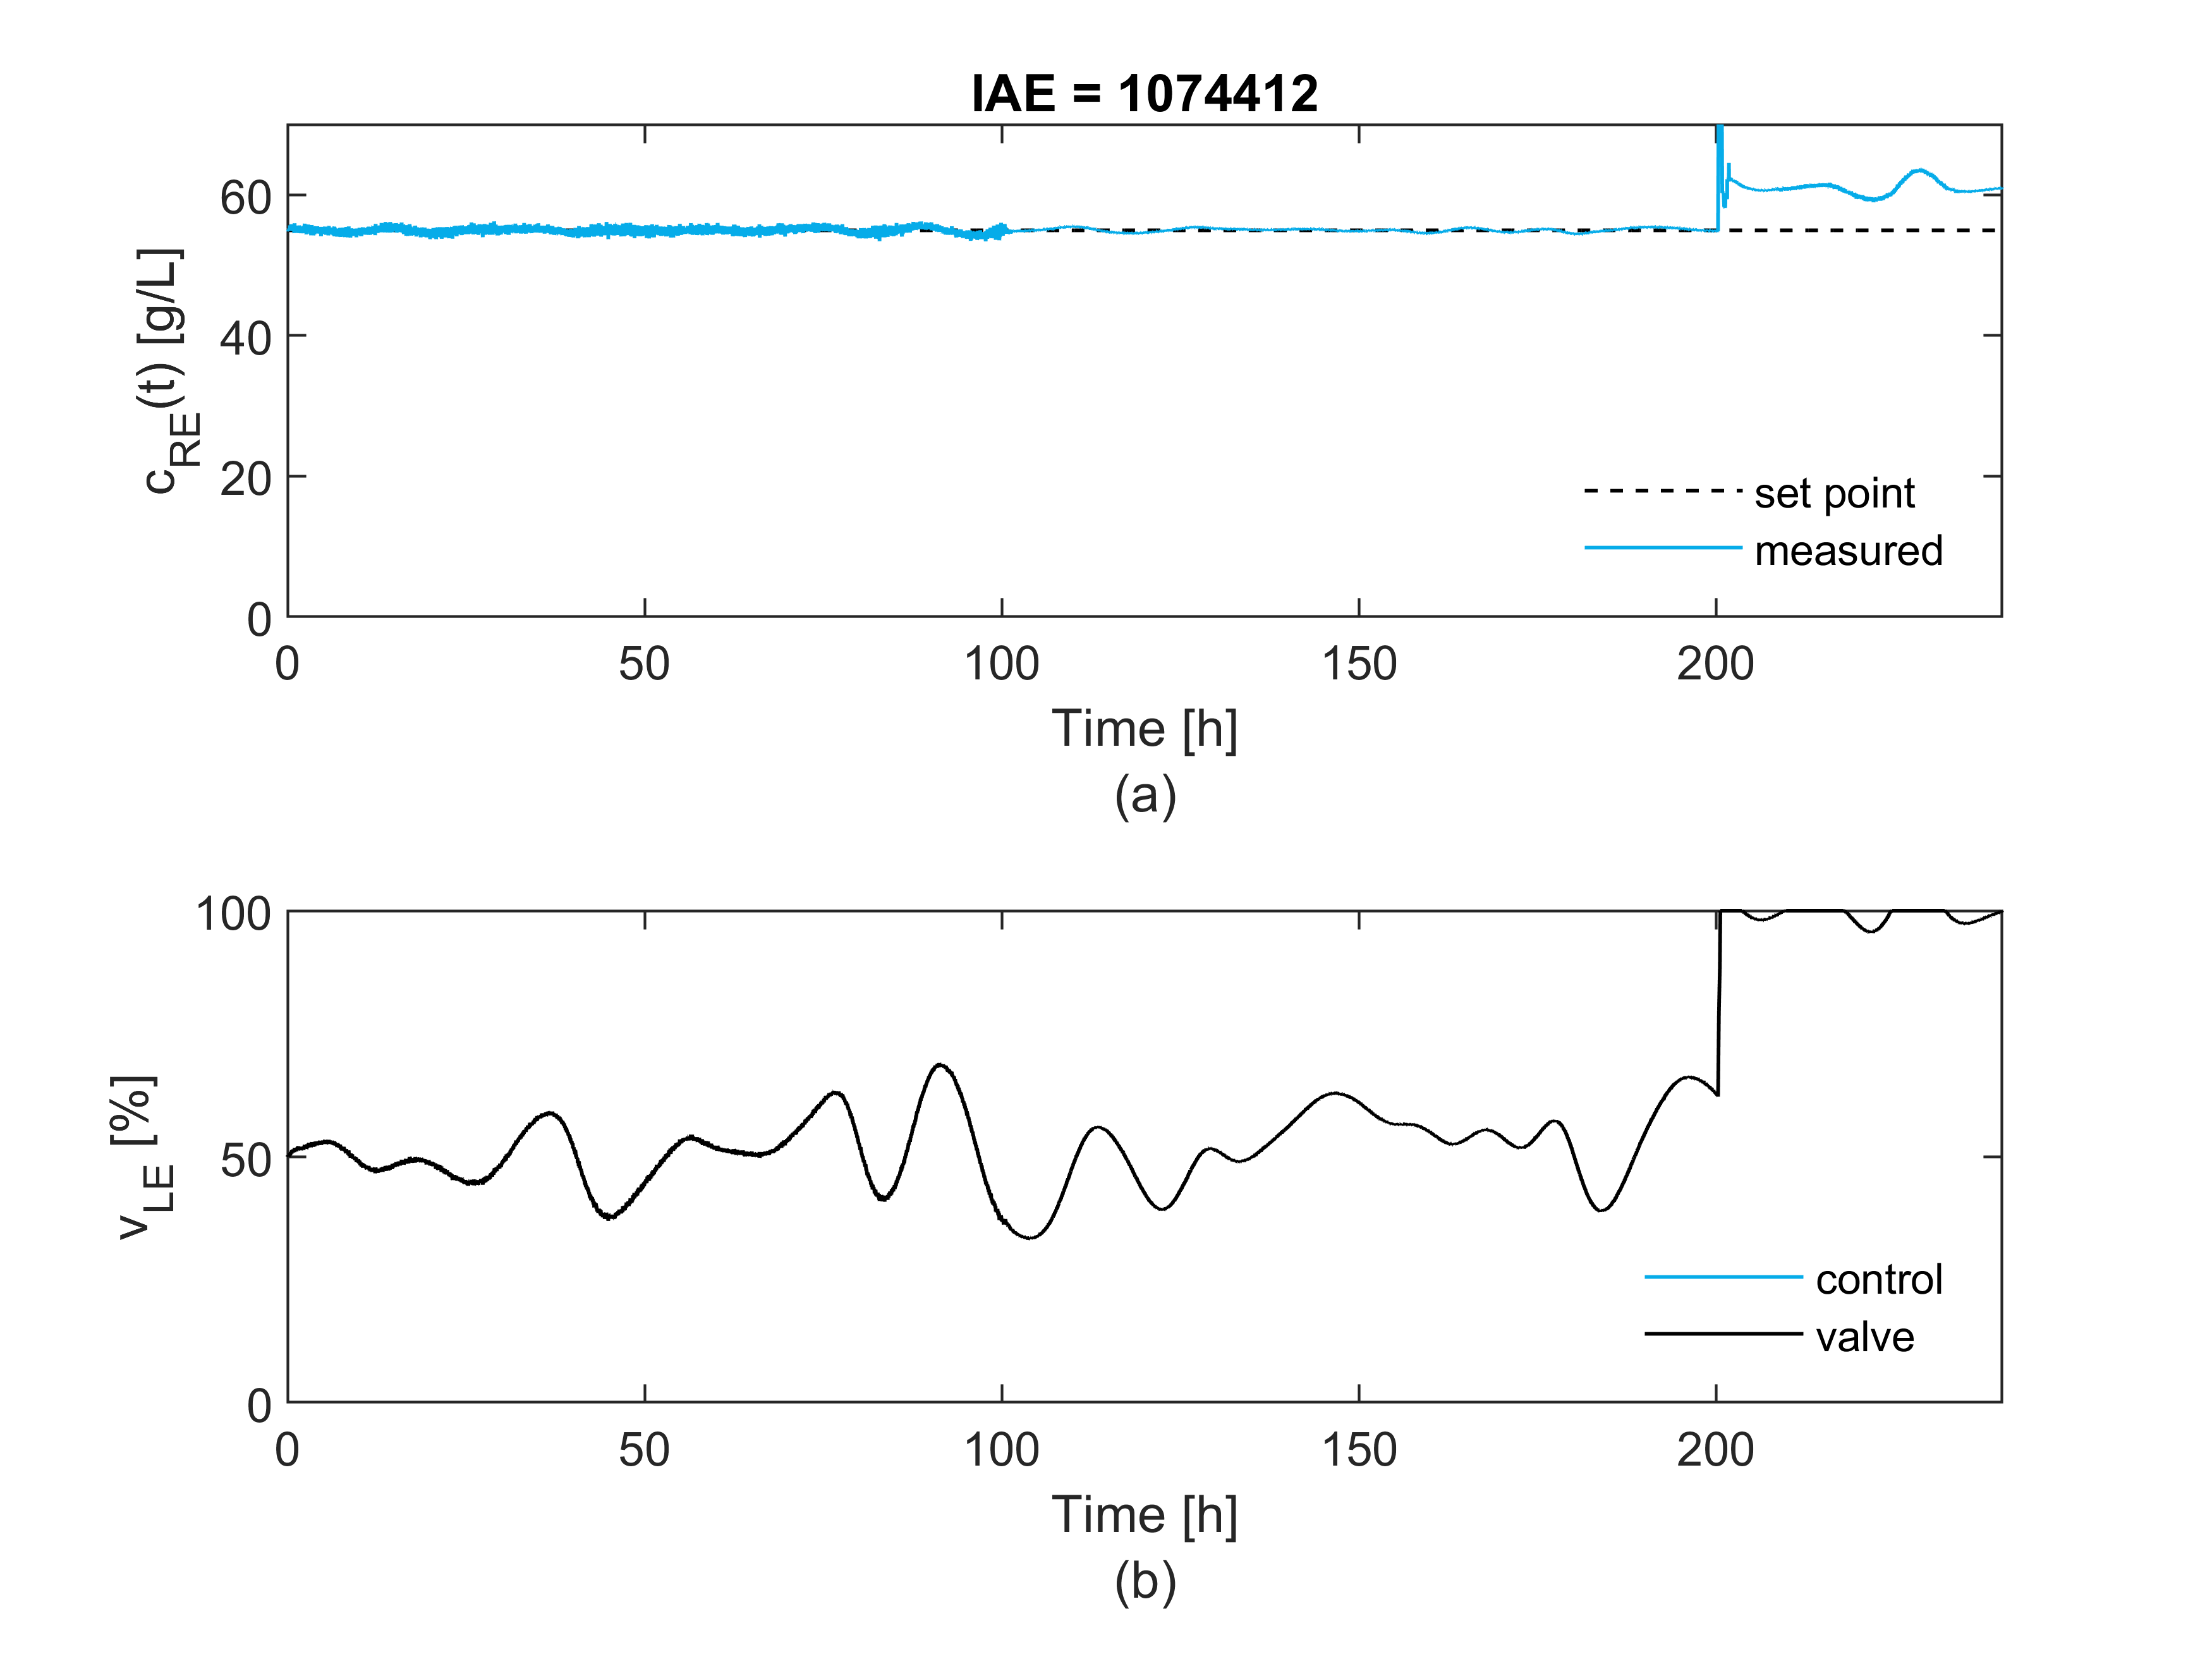 IAE = 1074412
60
40
20
0
c_RE(t) [g/L]
set point
measured
0 50 100 150 200
Time [h]
(a)
100
50
0
v_LE [%]
control
valve
0 50 100 150 200
Time [h]
(b)